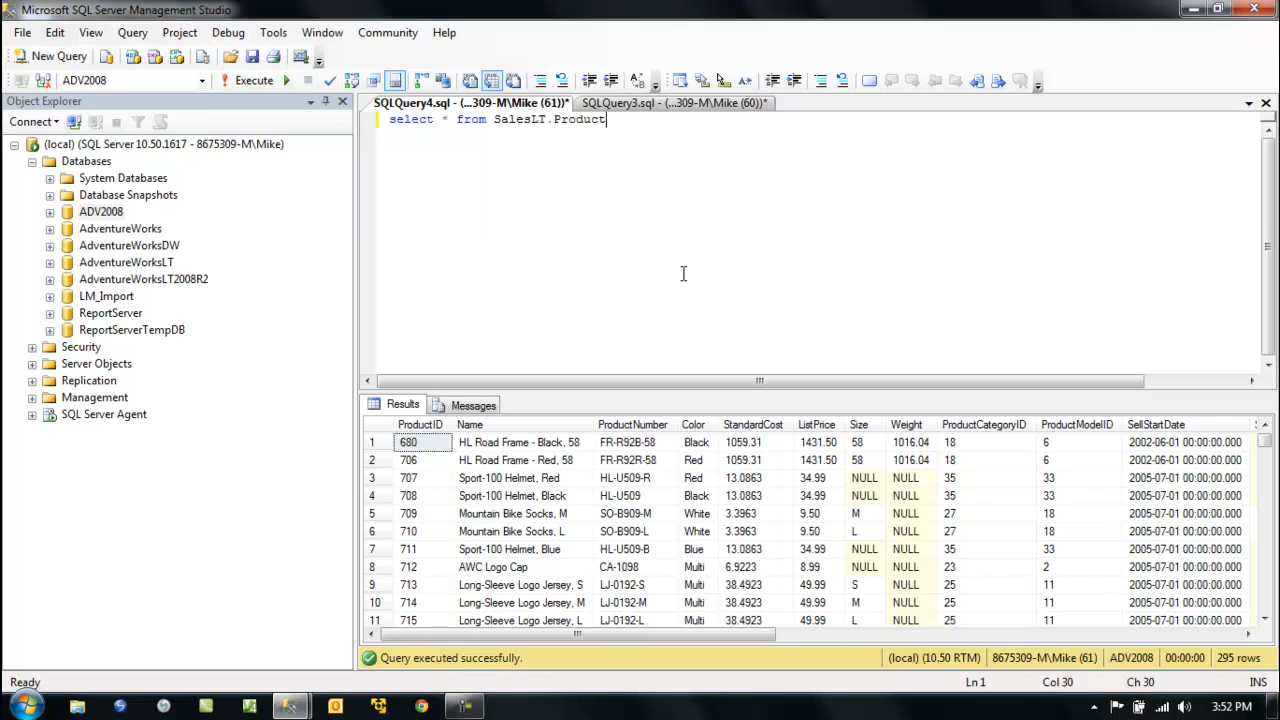 Microsoft SQL Server Management Studio
File Edit View Query Project Debug Tools Window Community Help
New Query
ADV2008 Execute
Object Explorer
SQLQuery4.sql - (...309-M\Mike (61))* SQLQuery3.sql - (...309-M\Mike (60))*
Connect
select * from SalesLT.Product
(local) (SQL Server 10.50.1617 - 8675309-M\Mike)
Databases
System Databases
Database Snapshots
ADV2008
AdventureWorks
AdventureWorksDW
AdventureWorksLT
AdventureWorksLT2008R2
LM_Import
ReportServer
ReportServerTempDB
Security
Server Objects
Replication
Management
SQL Server Agent
Results Messages
ProductID Name ProductNumber Color StandardCost ListPrice Size Weight ProductCategoryID ProductModelID SellStartDate
1 680 HL Road Frame - Black, 58 FR-R92B-58 Black 1059.31 1431.50 58 1016.04 18 6 2002-06-01 00:00:00.000
2 706 HL Road Frame - Red, 58 FR-R92R-58 Red 1059.31 1431.50 58 1016.04 18 6 2002-06-01 00:00:00.000
3 707 Sport-100 Helmet, Red HL-U509-R Red 13.0863 34.99 NULL NULL 35 33 2005-07-01 00:00:00.000
4 708 Sport-100 Helmet, Black HL-U509 Black 13.0863 34.99 NULL NULL 35 33 2005-07-01 00:00:00.000
5 709 Mountain Bike Socks, M SO-B909-M White 3.3963 9.50 M NULL 27 18 2005-07-01 00:00:00.000
6 710 Mountain Bike Socks, L SO-B909-L White 3.3963 9.50 L NULL 27 18 2005-07-01 00:00:00.000
7 711 Sport-100 Helmet, Blue HL-U509-B Blue 13.0863 34.99 NULL NULL 35 33 2005-07-01 00:00:00.000
8 712 AWC Logo Cap CA-1098 Multi 6.9223 8.99 NULL NULL 23 2 2005-07-01 00:00:00.000
9 713 Long-Sleeve Logo Jersey, S LJ-0192-S Multi 38.4923 49.99 S NULL 25 11 2005-07-01 00:00:00.000
10 714 Long-Sleeve Logo Jersey, M LJ-0192-M Multi 38.4923 49.99 M NULL 25 11 2005-07-01 00:00:00.000
11 715 Long-Sleeve Logo Jersey, L LJ-0192-L Multi 38.4923 49.99 L NULL 25 11 2005-07-01 00:00:00.000
Query executed successfully. (local) (10.50 RTM) 8675309-M\Mike (61) ADV2008 00:00:00 295 rows
Ready Ln 1 Col 30 Ch 30 INS
3:52 PM